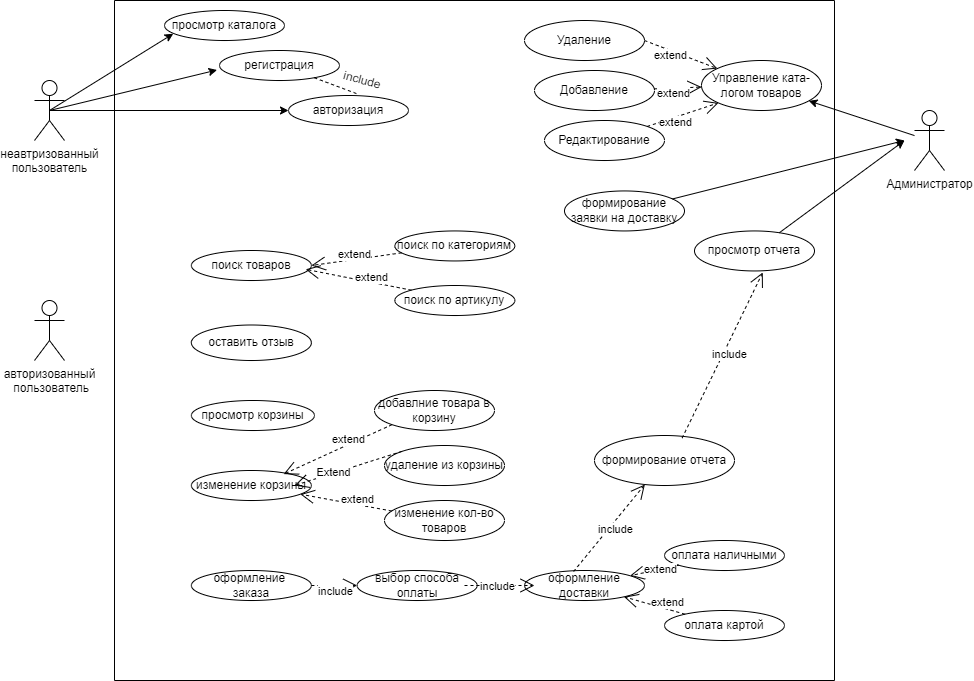 просмотр каталога
регистрация
include
авторизация
неавтризованный
пользователь
Удаление
extend
Добавление
extend
Редактирование
extend
Управление ката-
логом товаров
Администратор
формирование
заявки на доставку
просмотр отчета
поиск товаров
extend
поиск по категориям
extend
поиск по артикулу
авторизованный
пользователь
оставить отзыв
include
просмотр корзины
добавлние товара в
корзину
extend
изменение корзины
Extend
удаление из корзины
extend
изменение кол-во
товаров
формирование отчета
include
оформление
заказа
include
выбор способа
оплаты
include
оформление
доставки
extend
оплата наличными
extend
оплата картой